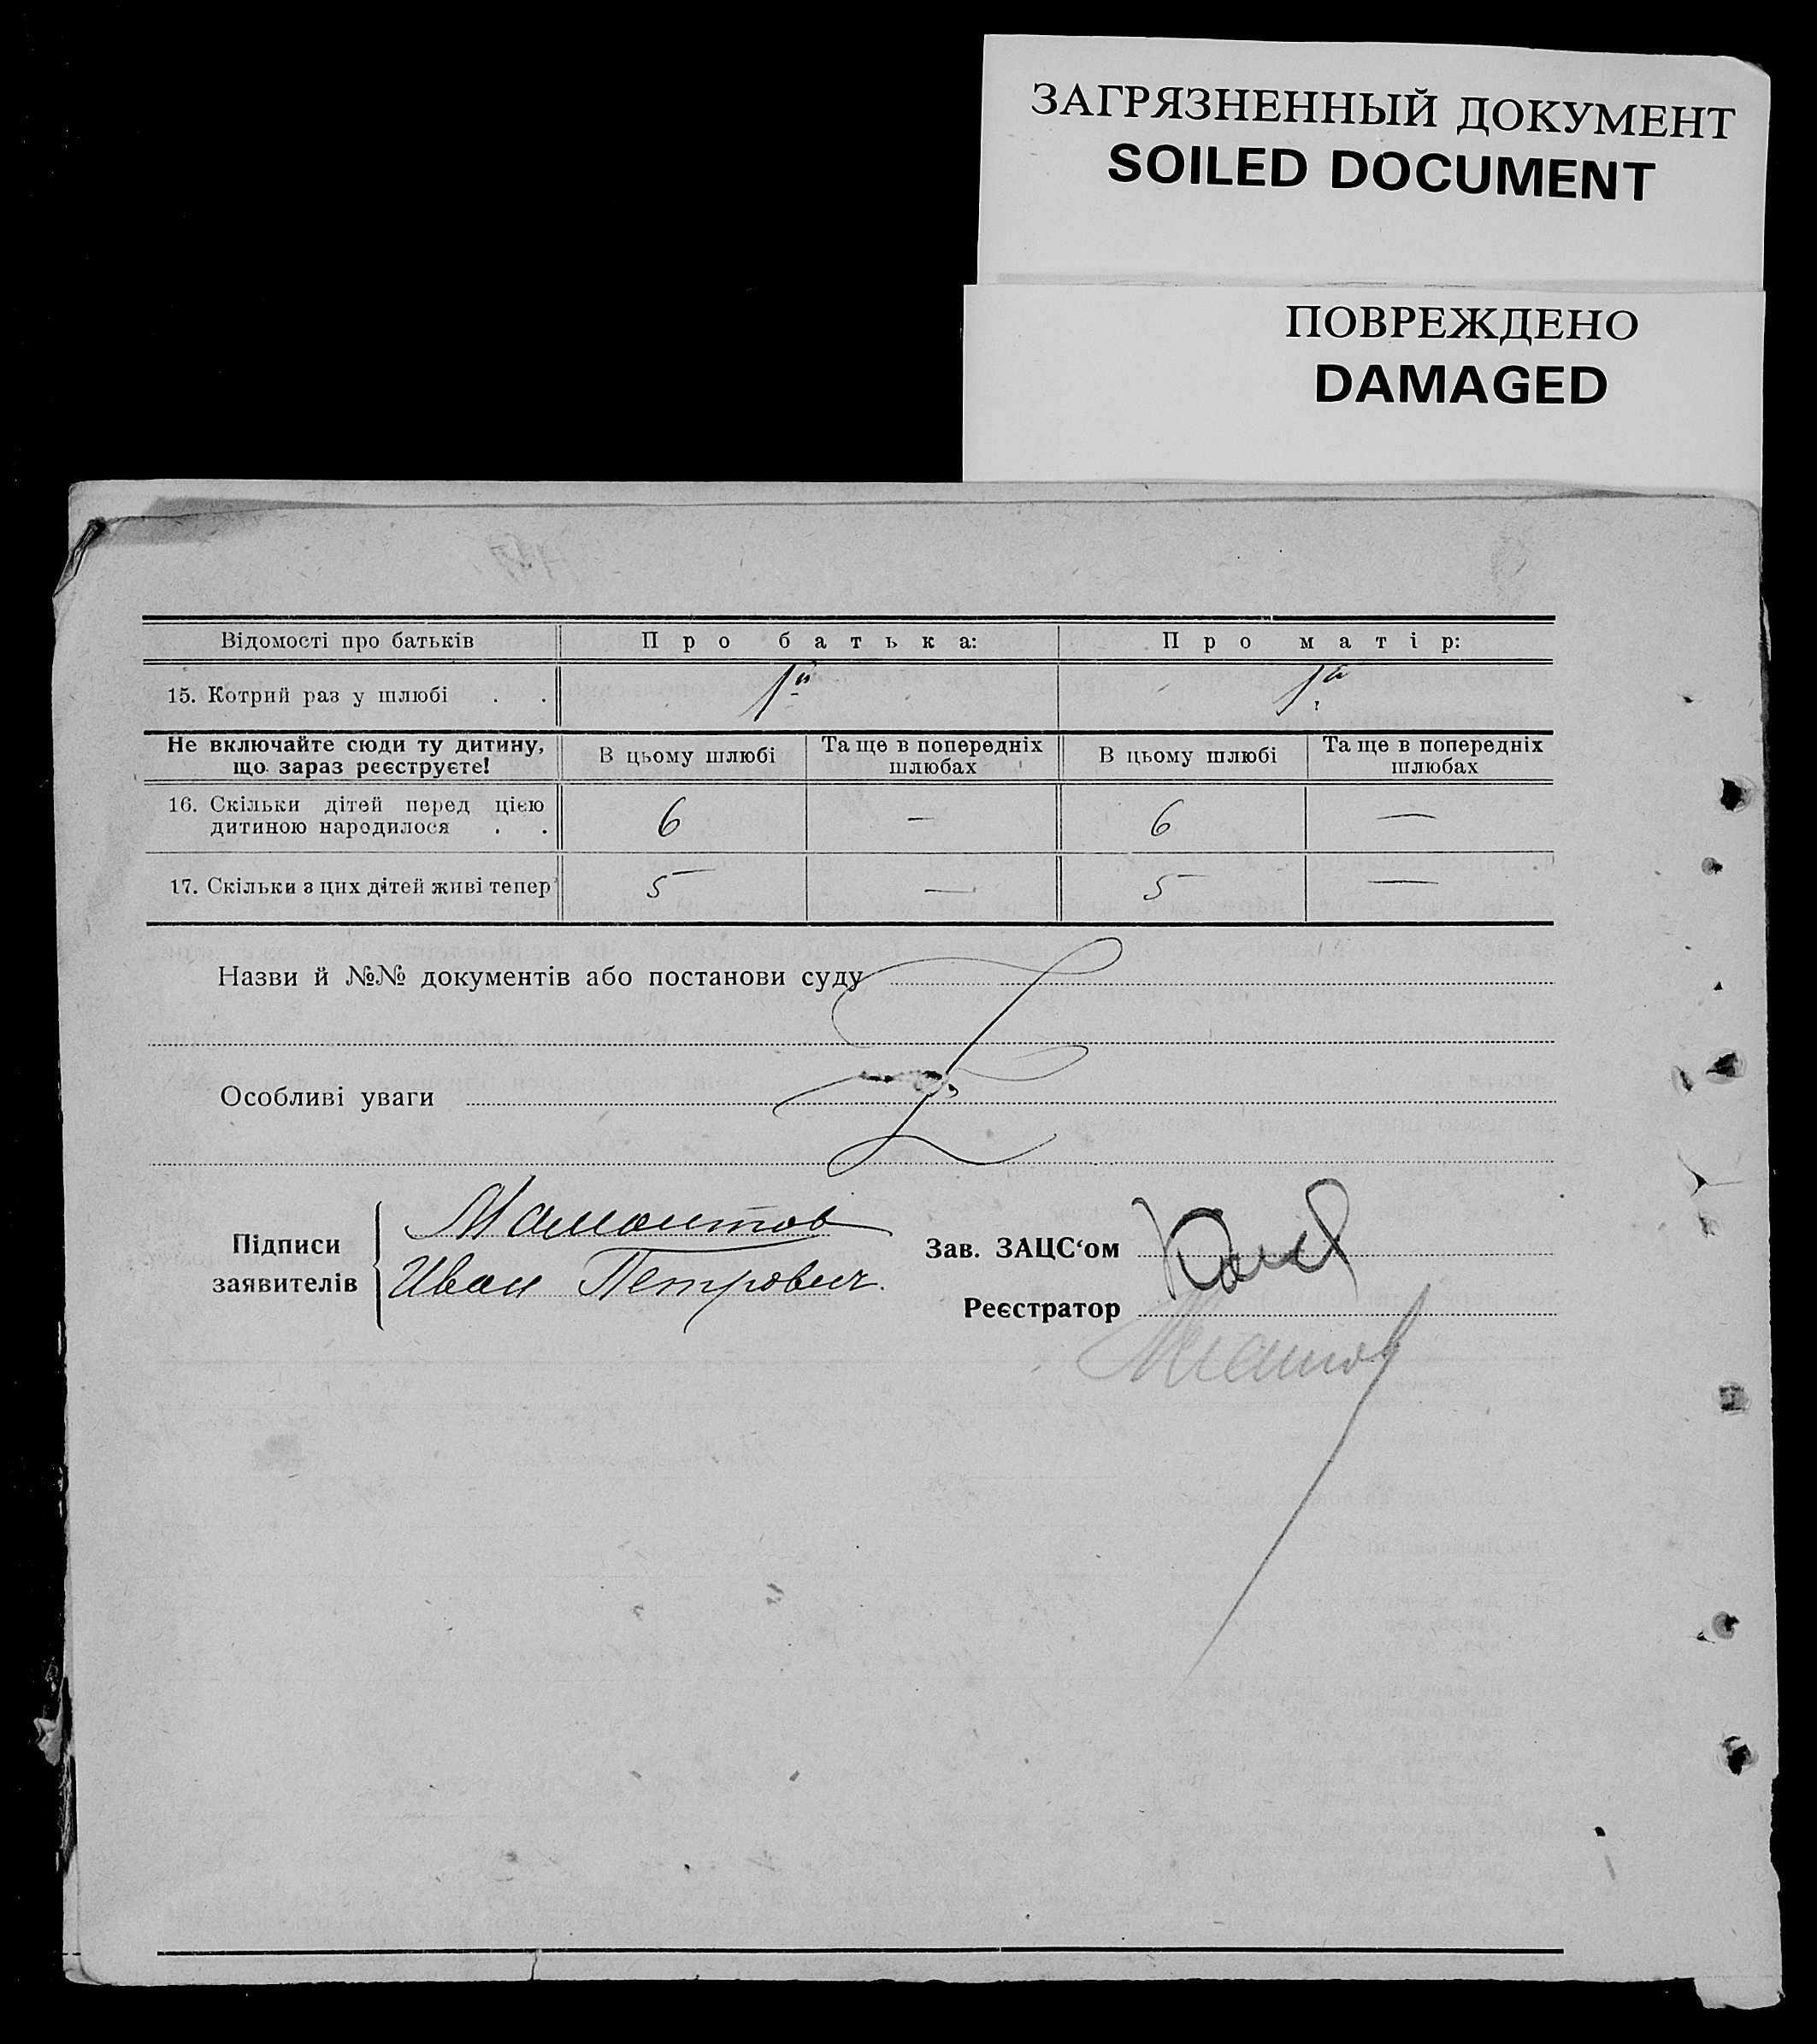 ЗАГРЯЗНЕННЫЙ ДОКУМЕНТ
SOILED DOCUMENT
ПОВРЕЖДЕНО
DAMAGED
Відомості про батьків Про батька: Про матір:
15. Котрий раз у шлюбі . . 1й 1й
Не включайте сюди ту дитину, що зараз реєструєте! В цьому шлюбі Та ще в попередніх шлюбах В цьому шлюбі Та ще в попередніх шлюбах
16. Скільки дітей перед цією
дитиною народилося . . 6 — 6 —
17. Скільки з цих дітей живі тепер 5 — 5 —
Назви й №№ документів або постанови суду
Особливі уваги
Підписи заявителів
Мамонтов
Иван Петрович.
Зав. ЗАЦС‘ом
Реєстратор